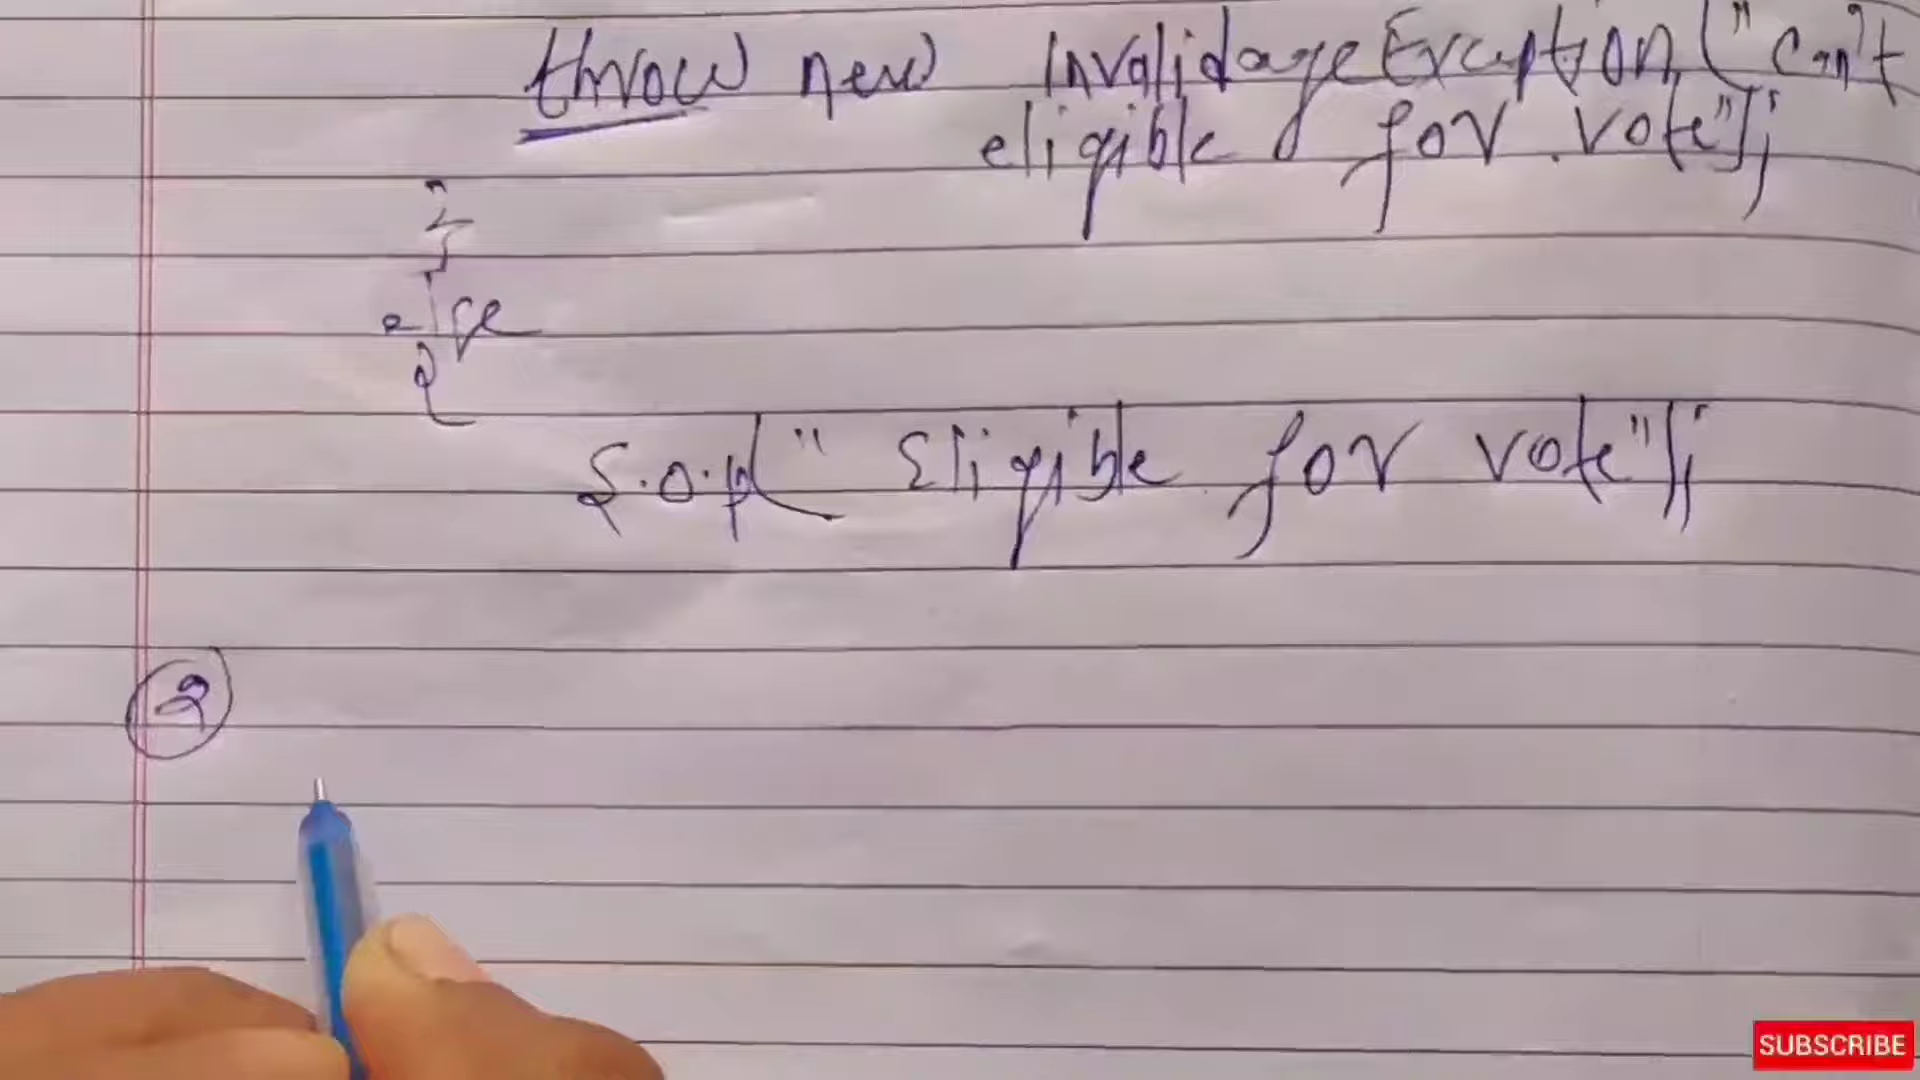 throw new InvalidageException("Can't
eligible for vote");
}
else
{
S.o.p(" Eligible for vote");
2
SUBSCRIBE